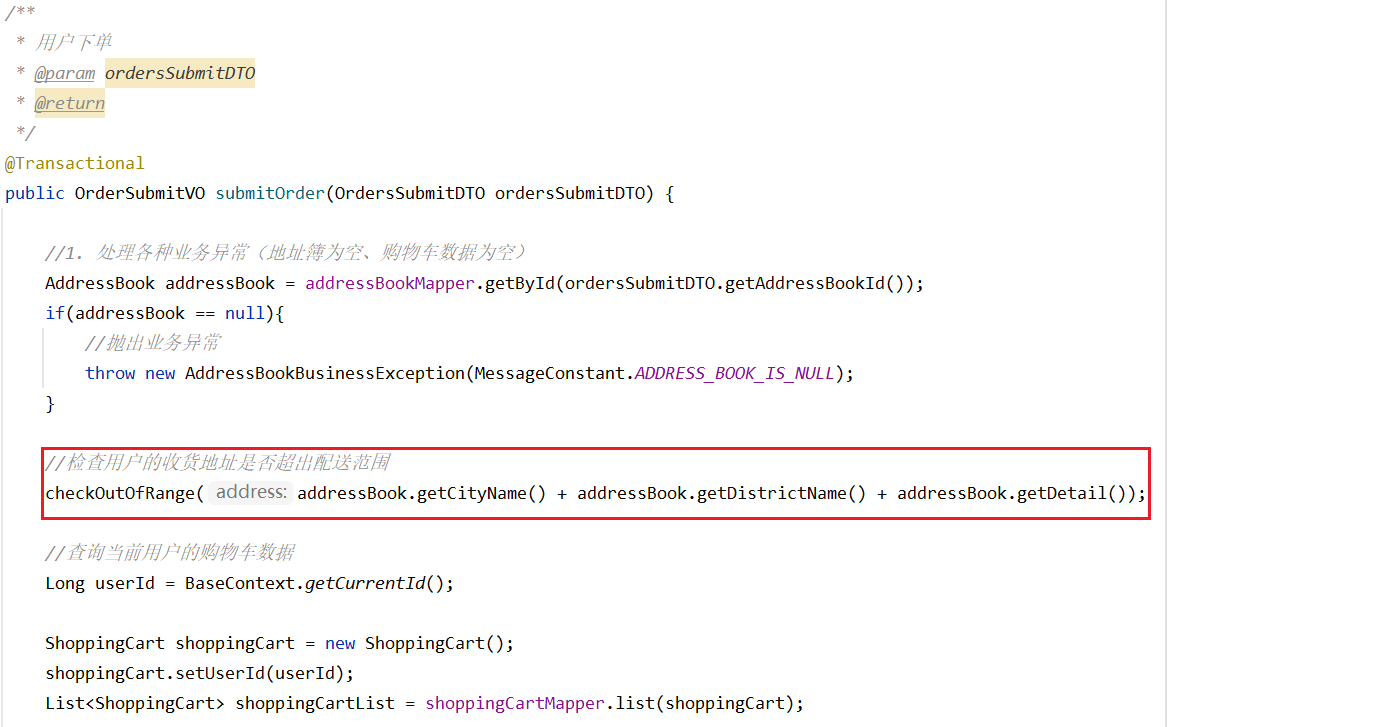 /**
 * 用户下单
 * @param ordersSubmitDTO
 * @return
 */
@Transactional
public OrderSubmitVO submitOrder(OrdersSubmitDTO ordersSubmitDTO) {
//1. 处理各种业务异常（地址簿为空、购物车数据为空）
AddressBook addressBook = addressBookMapper.getById(ordersSubmitDTO.getAddressBookId());
if(addressBook == null){
//抛出业务异常
throw new AddressBookBusinessException(MessageConstant.ADDRESS_BOOK_IS_NULL);
}
//检查用户的收货地址是否超出配送范围
checkOutOfRange( address: addressBook.getCityName() + addressBook.getDistrictName() + addressBook.getDetail());
//查询当前用户的购物车数据
Long userId = BaseContext.getCurrentId();
ShoppingCart shoppingCart = new ShoppingCart();
shoppingCart.setUserId(userId);
List<ShoppingCart> shoppingCartList = shoppingCartMapper.list(shoppingCart);